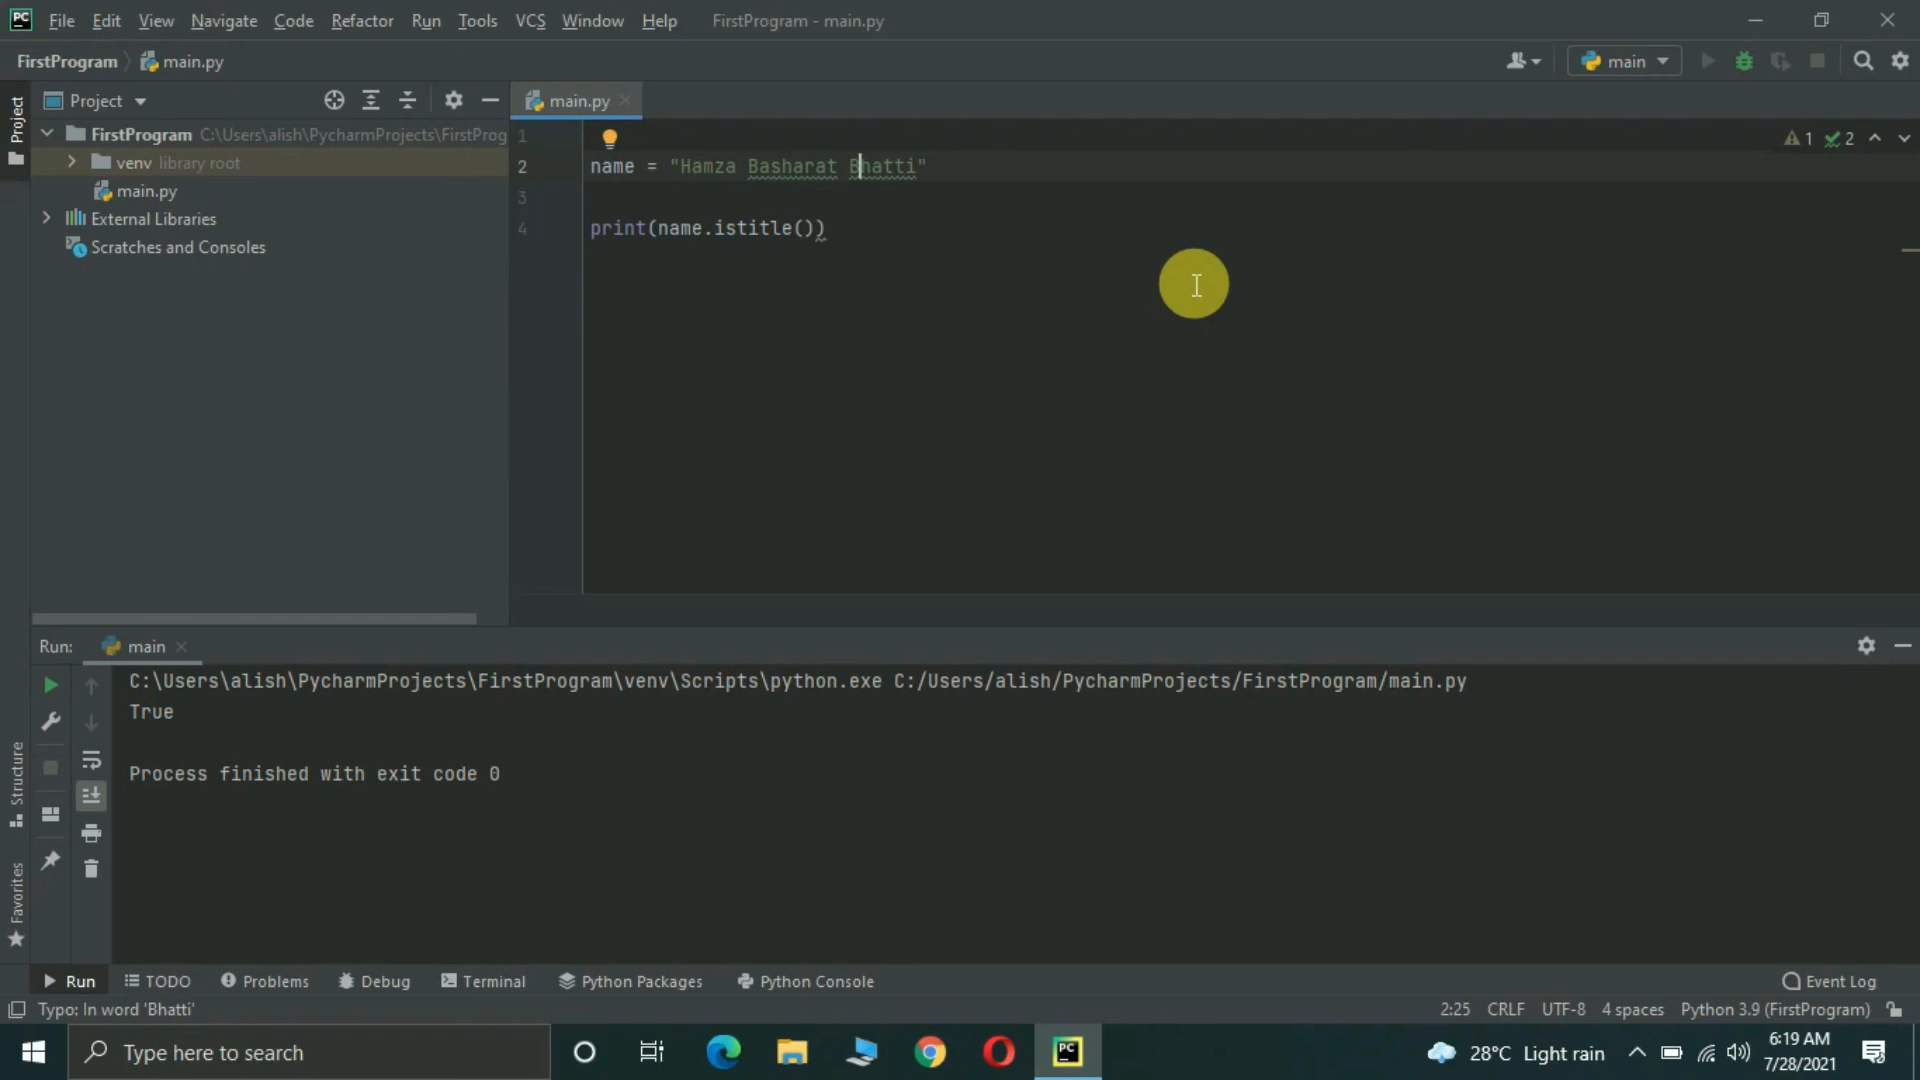 PC File Edit View Navigate Code Refactor Run Tools VCS Window Help FirstProgram - main.py
FirstProgram main.py main
Project main.py
Project
FirstProgram C:\Users\alish\PycharmProjects\FirstProg
venv library root
main.py
External Libraries
Scratches and Consoles
1
2 name = "Hamza Basharat Bhatti"
3
4 print(name.istitle())
1 2
Run: main
C:\Users\alish\PycharmProjects\FirstProgram\venv\Scripts\python.exe C:/Users/alish/PycharmProjects/FirstProgram/main.py
True
Process finished with exit code 0
Structure
Favorites
Run TODO Problems Debug Terminal Python Packages Python Console Event Log
Typo: In word 'Bhatti' 2:25 CRLF UTF-8 4 spaces Python 3.9 (FirstProgram)
Type here to search PC 28°C Light rain 6:19 AM
7/28/2021